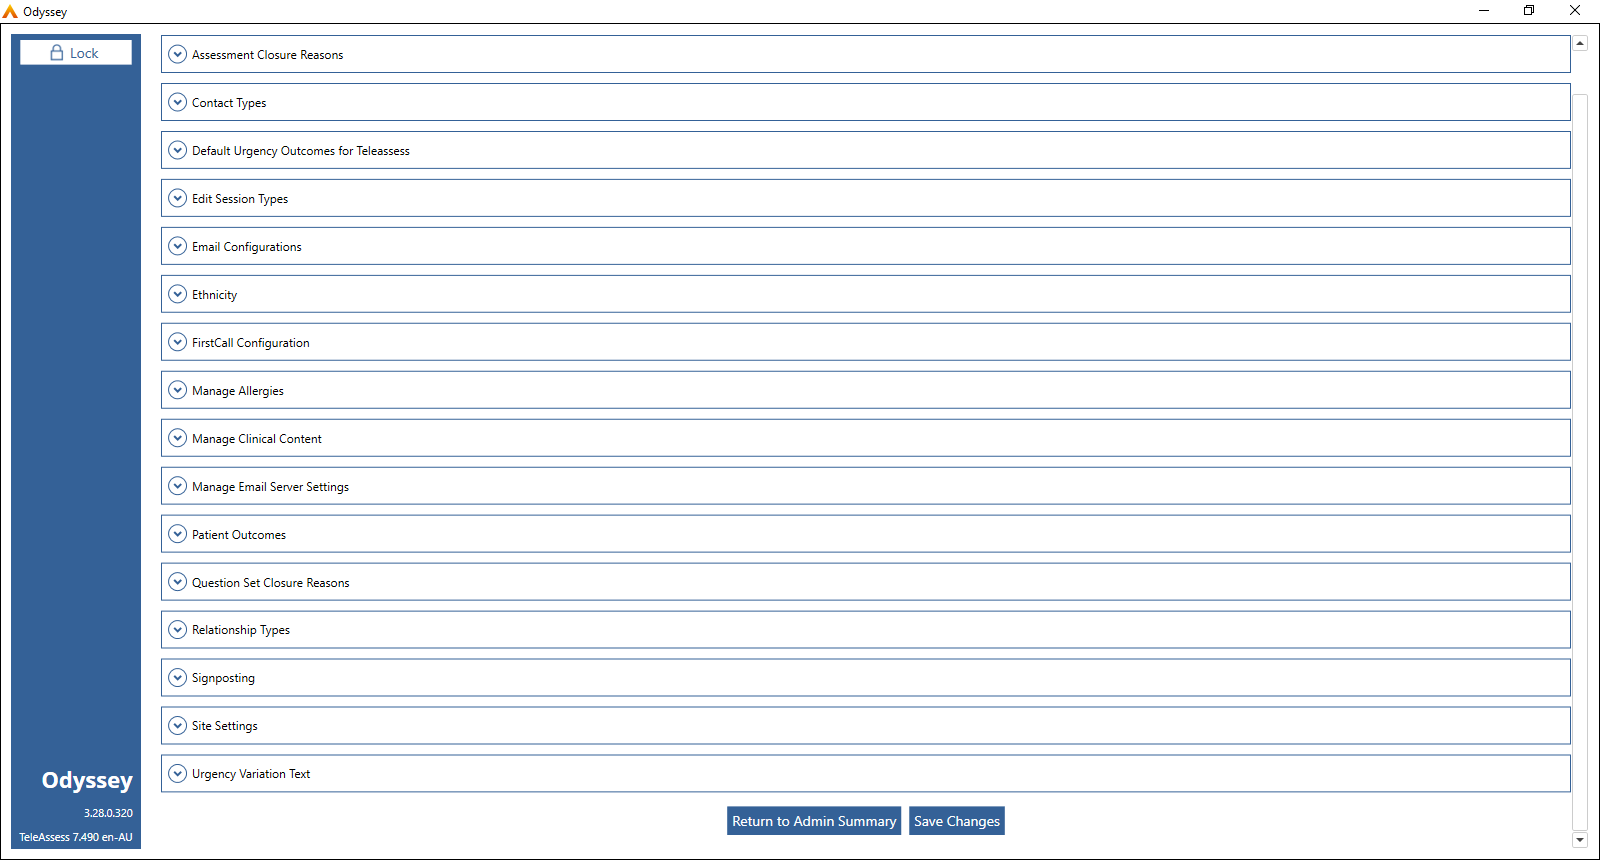 Odyssey
Lock
Assessment Closure Reasons
Contact Types
Default Urgency Outcomes for Teleassess
Edit Session Types
Email Configurations
Ethnicity
FirstCall Configuration
Manage Allergies
Manage Clinical Content
Manage Email Server Settings
Patient Outcomes
Question Set Closure Reasons
Relationship Types
Signposting
Site Settings
Urgency Variation Text
Return to Admin Summary Save Changes
Odyssey
3.28.0.320
TeleAssess 7.490 en-AU